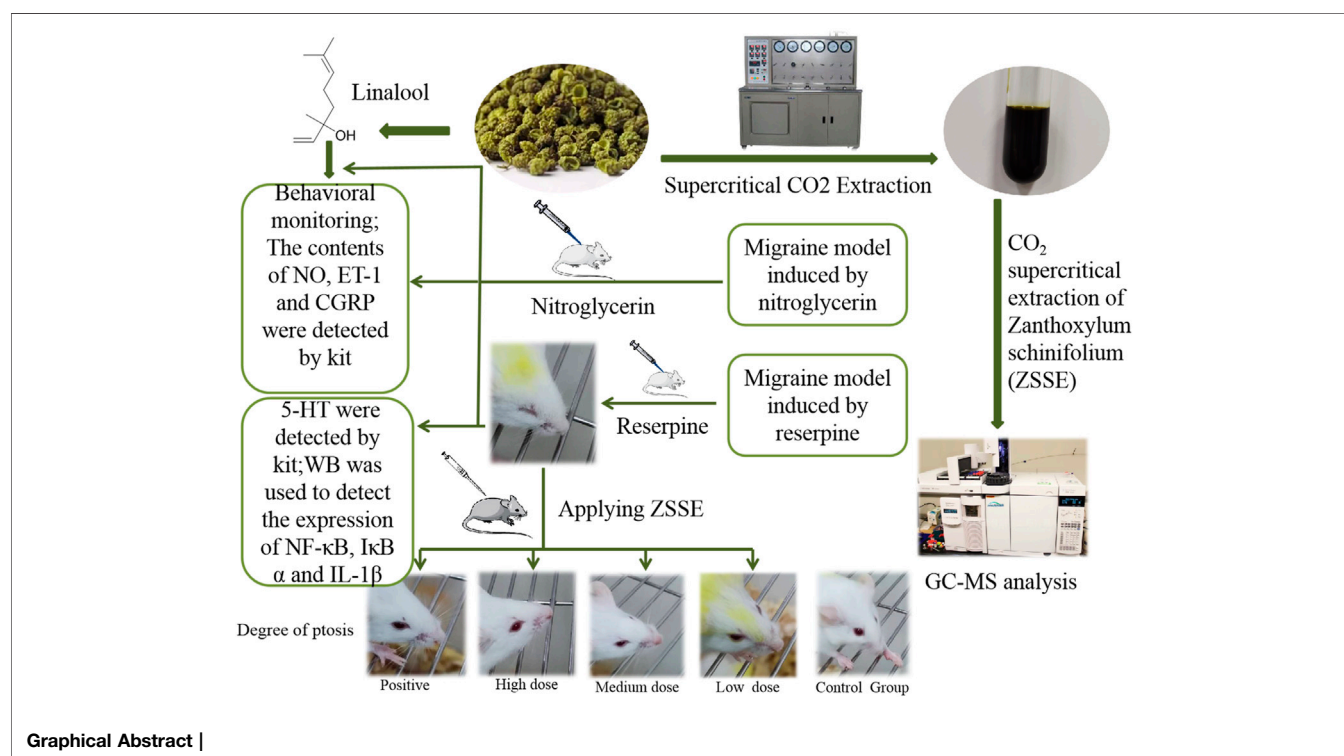 Linalool
OH
Supercritical CO2 Extraction
Behavioral
monitoring;
The contents
of NO, ET-1
and CGRP
were detected
by kit
Nitroglycerin
Migraine model
induced by
nitroglycerin
CO₂
supercritical
extraction of
Zanthoxylum
schinifolium
(ZSSE)
Reserpine
Migraine model
induced by
reserpine
5-HT were
detected by
kit;WB was
used to detect
the expression
of NF-κB, IκB
α and IL-1β
Applying ZSSE
GC-MS analysis
Degree of ptosis
Positive
High dose
Medium dose
Low dose
Control Group
Graphical Abstract |